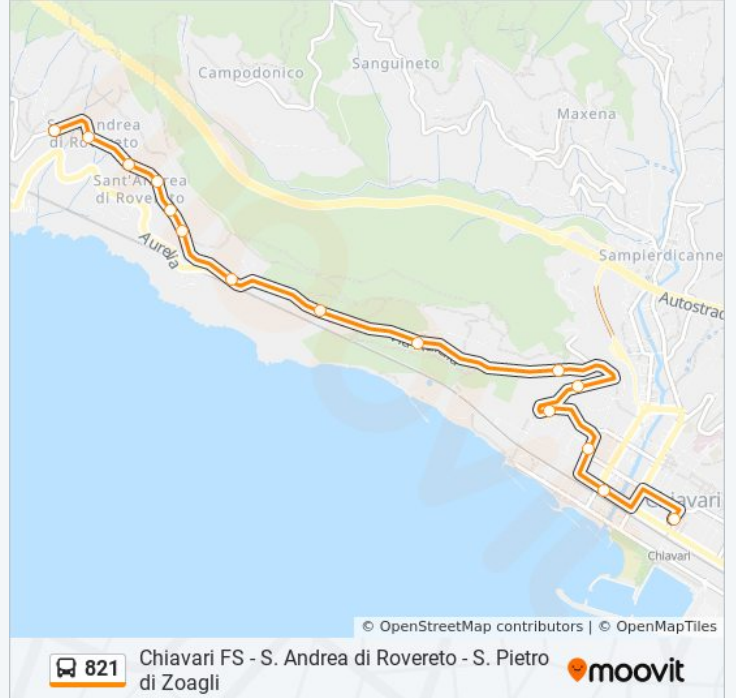 Campodonico
Sanguineto
Maxena
Sant'Andrea
di Rovereto
Sant'Andrea
di Rovereto
Aurelia
Sampierdicanne
Autostrad
Chiavari
Chiavari
© OpenStreetMap contributors | © OpenMapTiles
821
Chiavari FS - S. Andrea di Rovereto - S. Pietro
di Zoagli
moovit